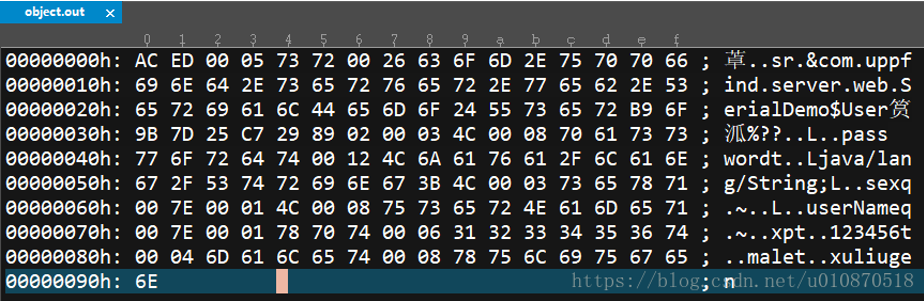 object.out ×
0 1 2 3 4 5 6 7 8 9 a b c d e f
00000000h: AC ED 00 05 73 72 00 26 63 6F 6D 2E 75 70 70 66 ; ..sr.&com.uppf
00000010h: 69 6E 64 2E 73 65 72 76 65 72 2E 77 65 62 2E 53 ; ind.server.web.S
00000020h: 65 72 69 61 6C 44 65 6D 6F 24 55 73 65 72 B9 6F ; erialDemo$User筥
00000030h: 9B 7D 25 C7 29 89 02 00 03 4C 00 08 70 61 73 73 ; 泒%??..L..pass
00000040h: 77 6F 72 64 74 00 12 4C 6A 61 76 61 2F 6C 61 6E ; wordt..Ljava/lan
00000050h: 67 2F 53 74 72 69 6E 67 3B 4C 00 03 73 65 78 71 ; g/String;L..sexq
00000060h: 00 7E 00 01 4C 00 08 75 73 65 72 4E 61 6D 65 71 ; .~..L..userNameq
00000070h: 00 7E 00 01 78 70 74 00 06 31 32 33 34 35 36 74 ; .~..xpt..123456t
00000080h: 00 04 6D 61 6C 65 74 00 08 78 75 6C 69 75 67 65 ; ..malet..xuliuge
00000090h: 6E ; n
https://blog.csdn.net/u010870518